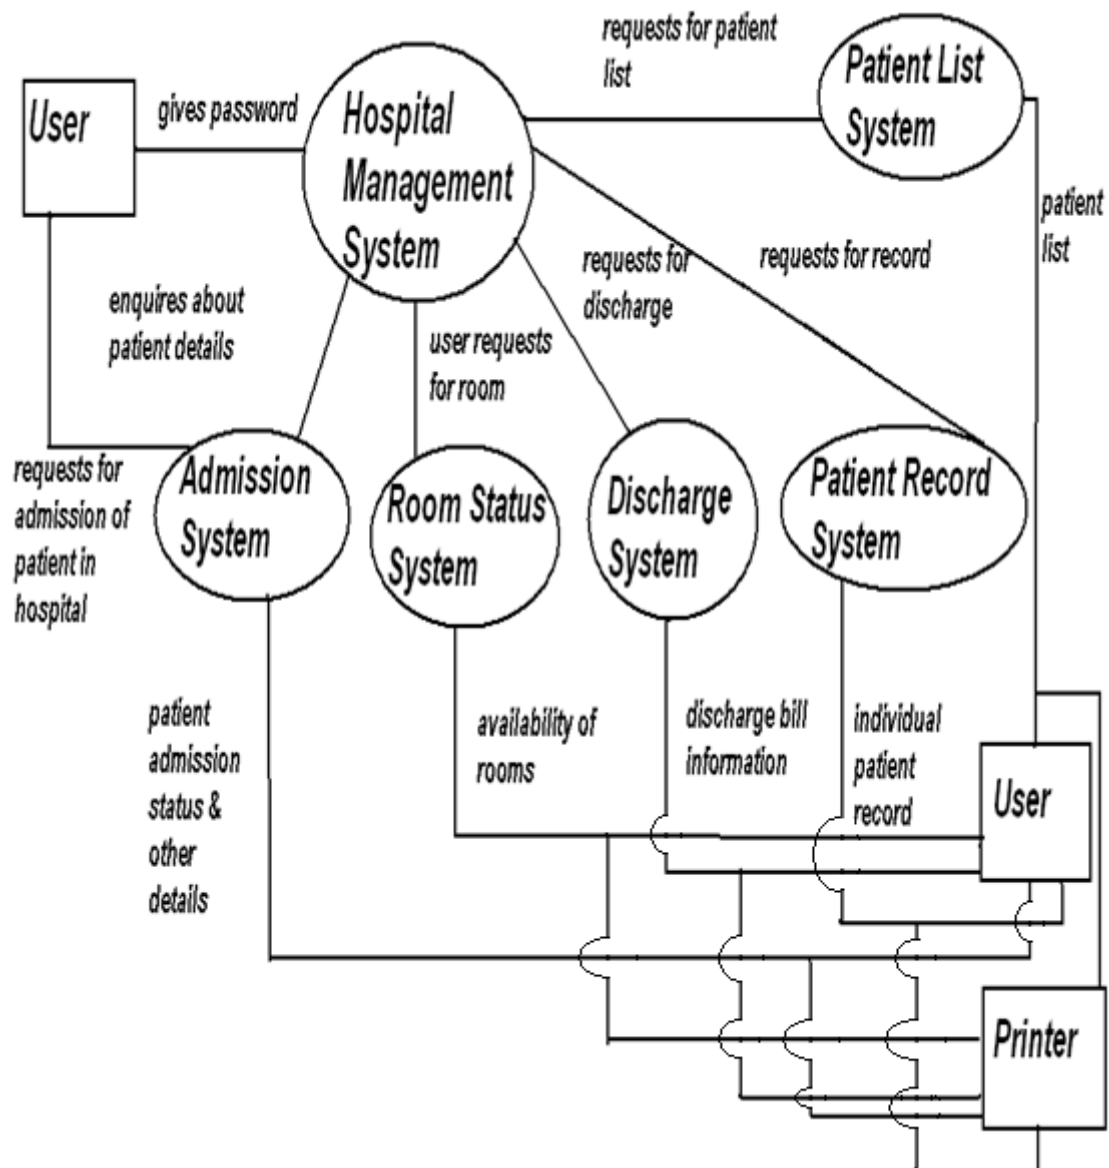 requests for patient
list
Patient List
System
User
gives password
Hospital
Management
System
patient
list
requests for
discharge
requests for record
enquires about
patient details
user requests
for room
requests for
admission of
patient in
hospital
Admission
System
Room Status
System
Discharge
System
Patient Record
System
patient
admission
status &
other
details
availability of
rooms
discharge bill
information
individual
patient
record
User
Printer